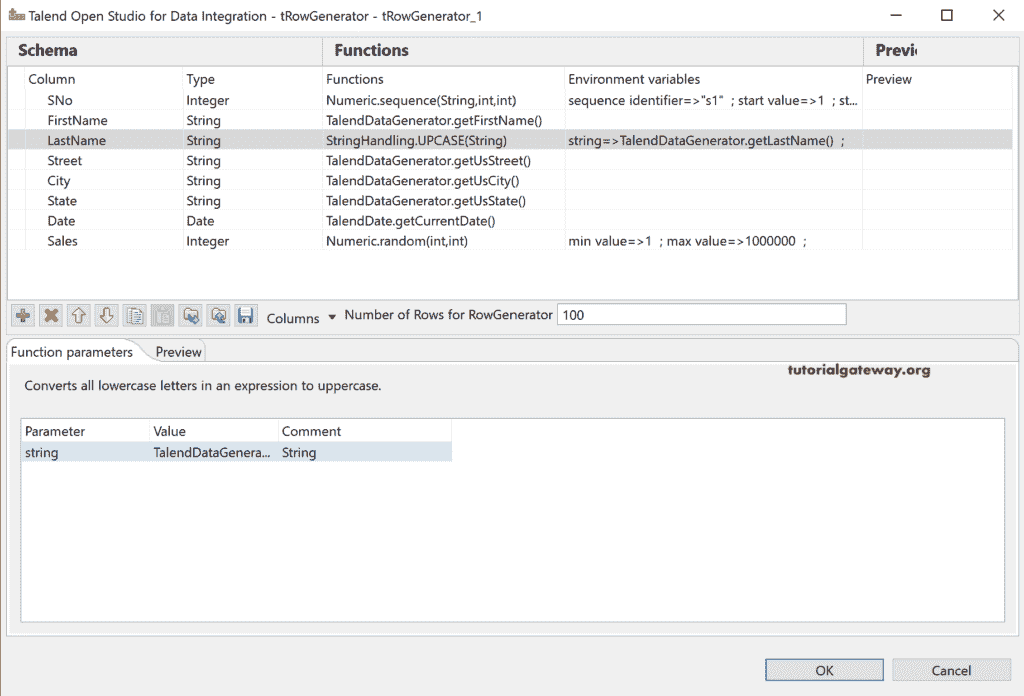 Talend Open Studio for Data Integration - tRowGenerator - tRowGenerator_1
Schema Functions Previ
Column Type Functions Environment variables Preview
SNo Integer Numeric.sequence(String,int,int) sequence identifier=>"s1" ; start value=>1 ; st...
FirstName String TalendDataGenerator.getFirstName()
LastName String StringHandling.UPCASE(String) string=>TalendDataGenerator.getLastName() ;
Street String TalendDataGenerator.getUsStreet()
City String TalendDataGenerator.getUsCity()
State String TalendDataGenerator.getUsState()
Date Date TalendDate.getCurrentDate()
Sales Integer Numeric.random(int,int) min value=>1 ; max value=>1000000 ;
Columns Number of Rows for RowGenerator 100
Function parameters Preview
tutorialgateway.org
Converts all lowercase letters in an expression to uppercase.
Parameter Value Comment
string TalendDataGenera... String
OK Cancel